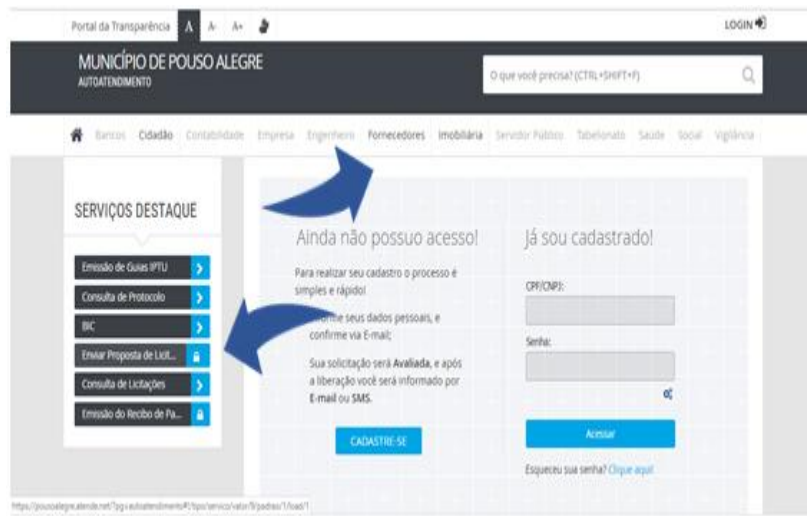 Portal da Transparência A A- A+
LOGIN
MUNICÍPIO DE POUSO ALEGRE
AUTOATENDIMENTO
O que você precisa? (CTRL+SHIFT+F)
Bancos Cidadão Contabilidade Empresa Engenheiro Fornecedores Imobiliária Servidor Público Tabelionato Saúde Social Vigilância
SERVIÇOS DESTAQUE
Emissão de Guias IPTU
Consulta de Protocolo
BIC
Enviar Proposta de Licit...
Consulta de Licitações
Emissão do Recibo de Pa...
Ainda não possuo acesso!
Para realizar seu cadastro o processo é
simples e rápido!
seus dados pessoais, e
confirme via E-mail;
Sua solicitação será Avaliada, e após
a liberação você será informado por
E-mail ou SMS.
CADASTRE-SE
Já sou cadastrado!
CPF/CNPJ:
Senha:
Acessar
Esqueceu sua senha? Clique aqui!